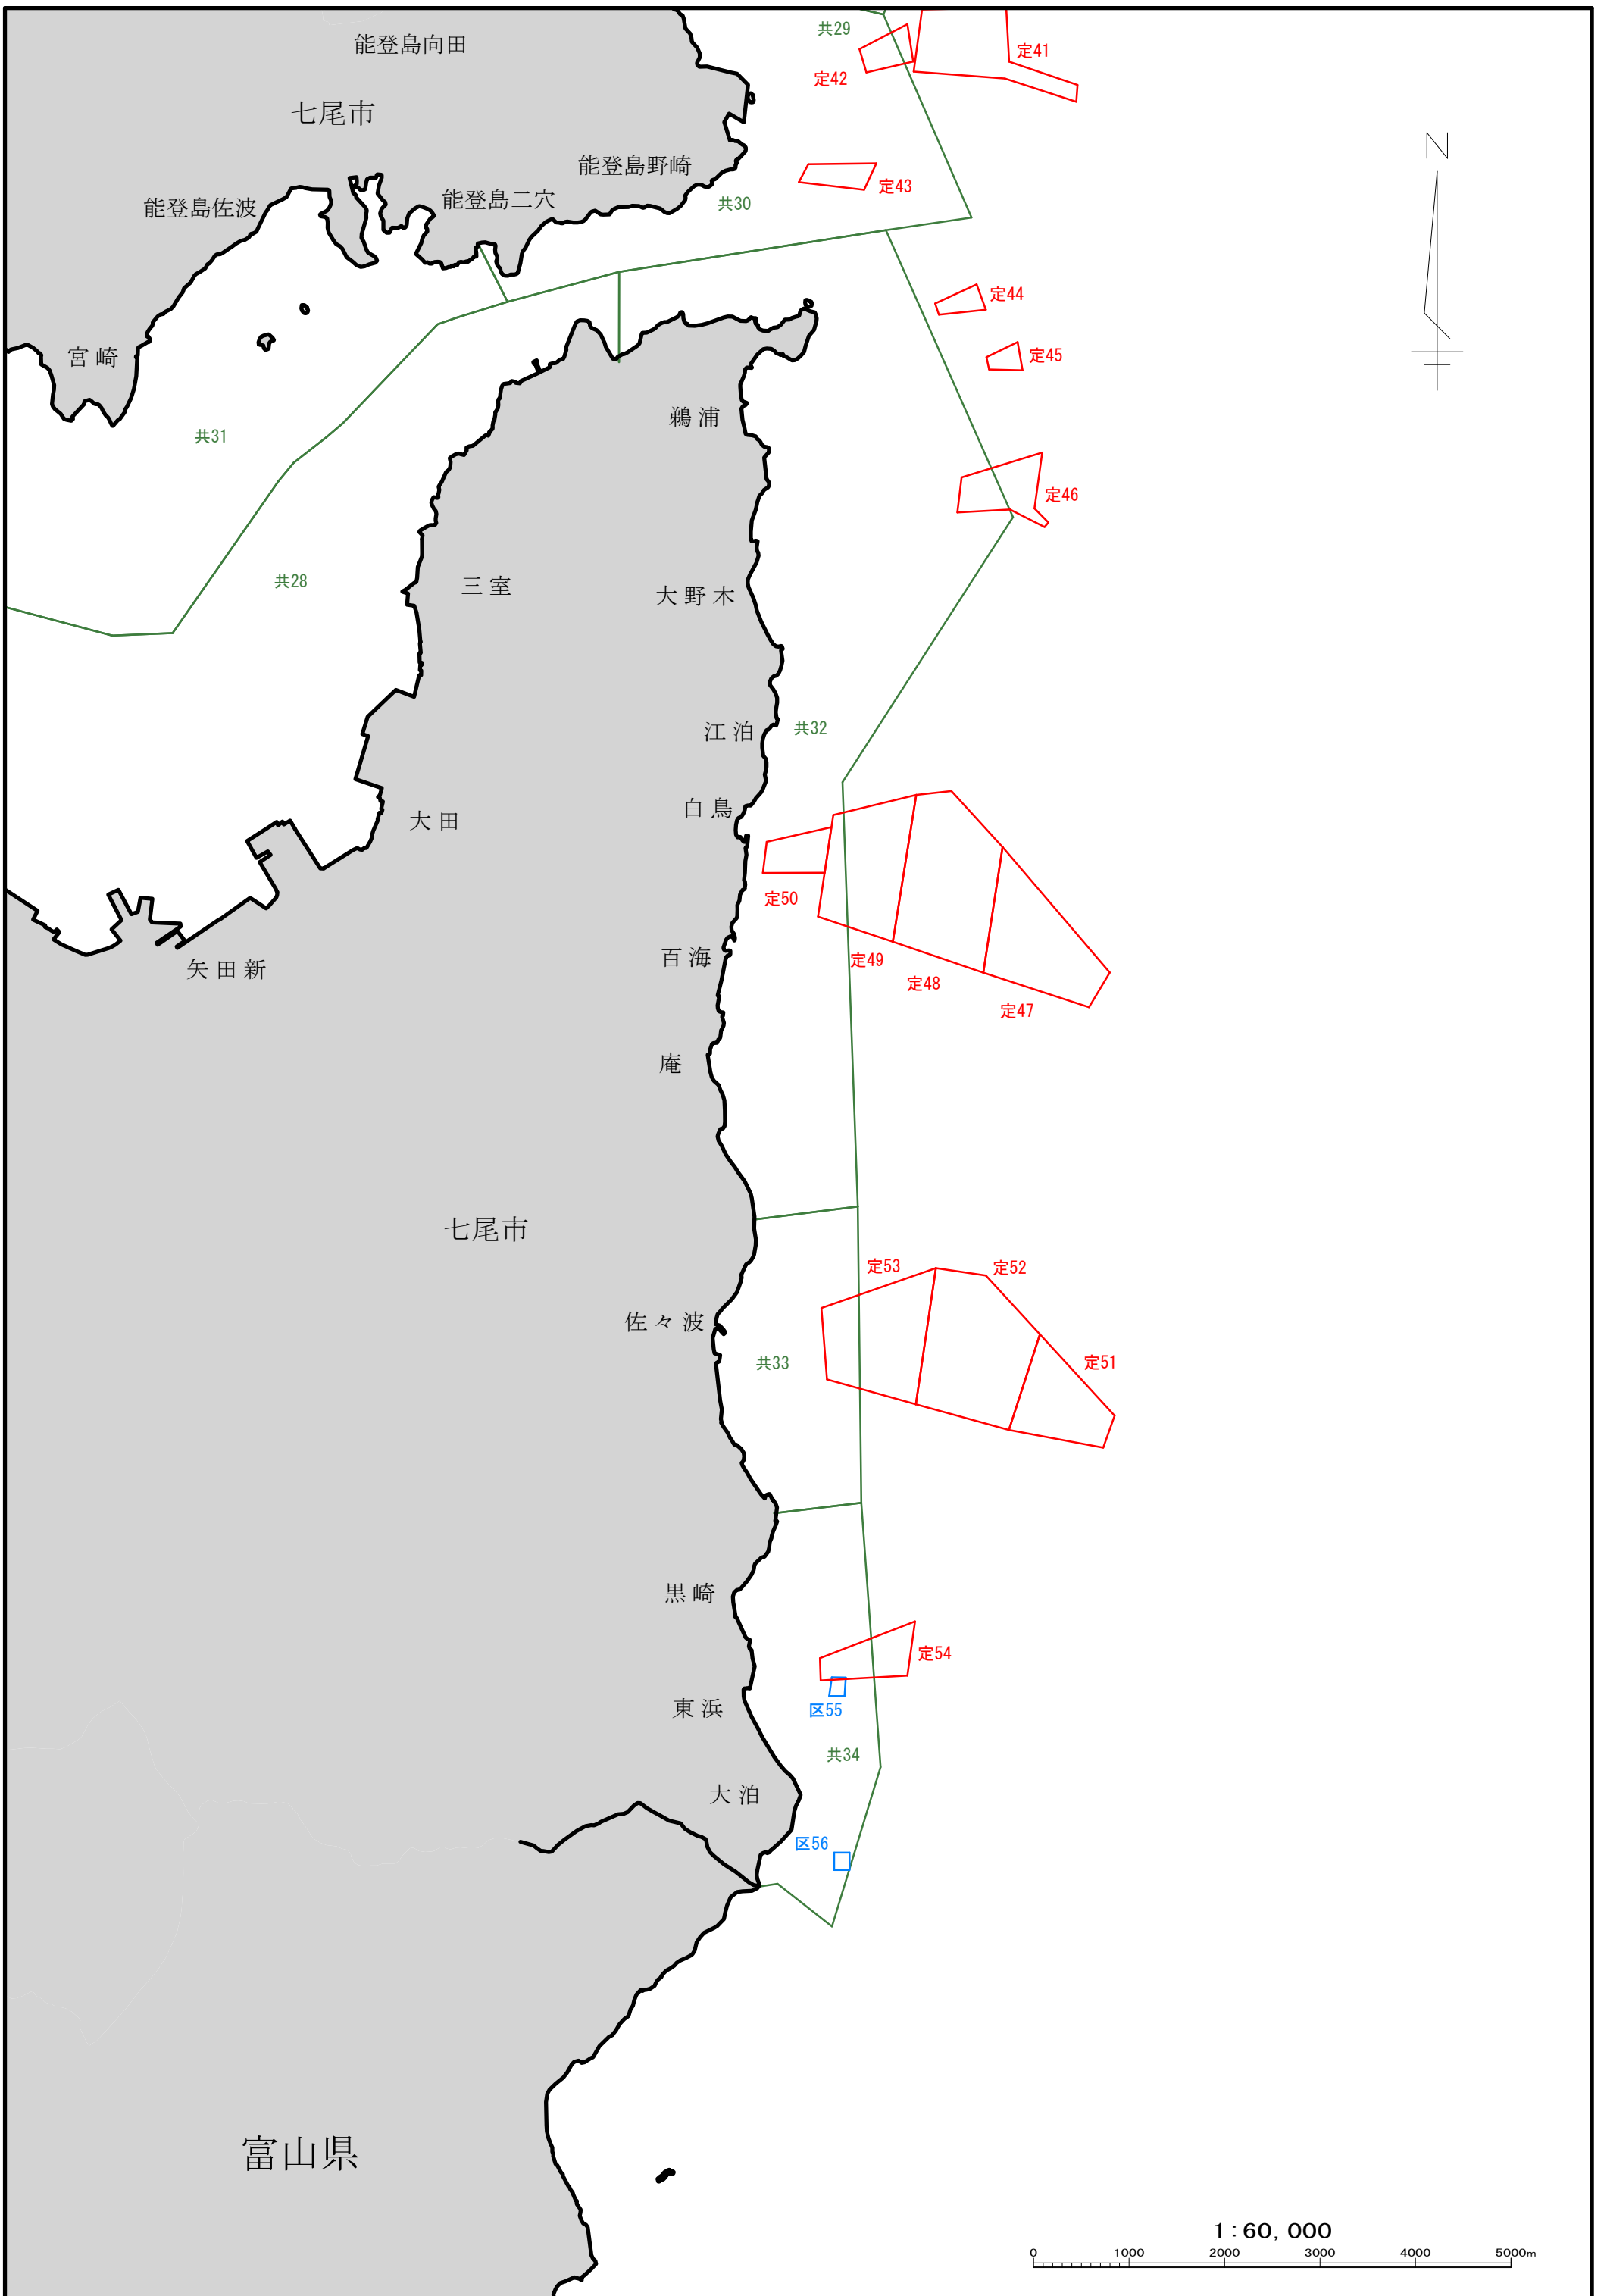 共29
能登島向田
定41
定42
七尾市
N
能登島野崎
定43
能登島二穴
共30
能登島佐波
定44
定45
宮崎
鵜浦
共31
定46
共28
三室
大野木
共32
江泊
白鳥
大田
定50
百海
定49
矢田新
定48
定47
庵
七尾市
定53
定52
佐々波
共33
定51
黒崎
定54
東浜
区55
共34
大泊
区56
富山県
1:60,000
0 1000 2000 3000 4000 5000m